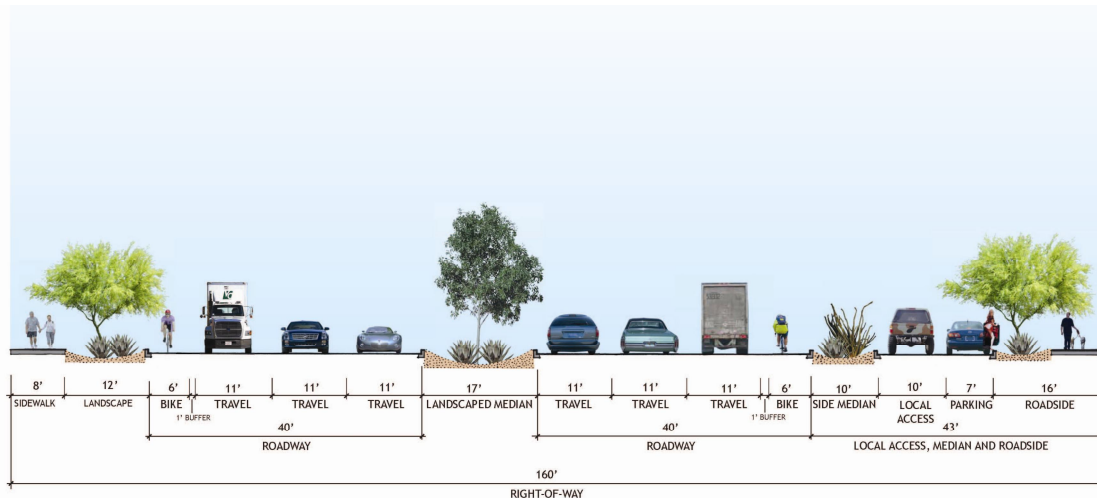 8' 12' 6' 11' 11' 11' 17' 11' 11' 11' 6' 10' 10' 7' 16'
SIDEWALK LANDSCAPE BIKE TRAVEL TRAVEL TRAVEL LANDSCAPED MEDIAN TRAVEL TRAVEL TRAVEL BIKE SIDE MEDIAN LOCAL ACCESS PARKING ROADSIDE
1' BUFFER 1' BUFFER
40' 40' 43'
ROADWAY ROADWAY LOCAL ACCESS, MEDIAN AND ROADSIDE
160'
RIGHT-OF-WAY